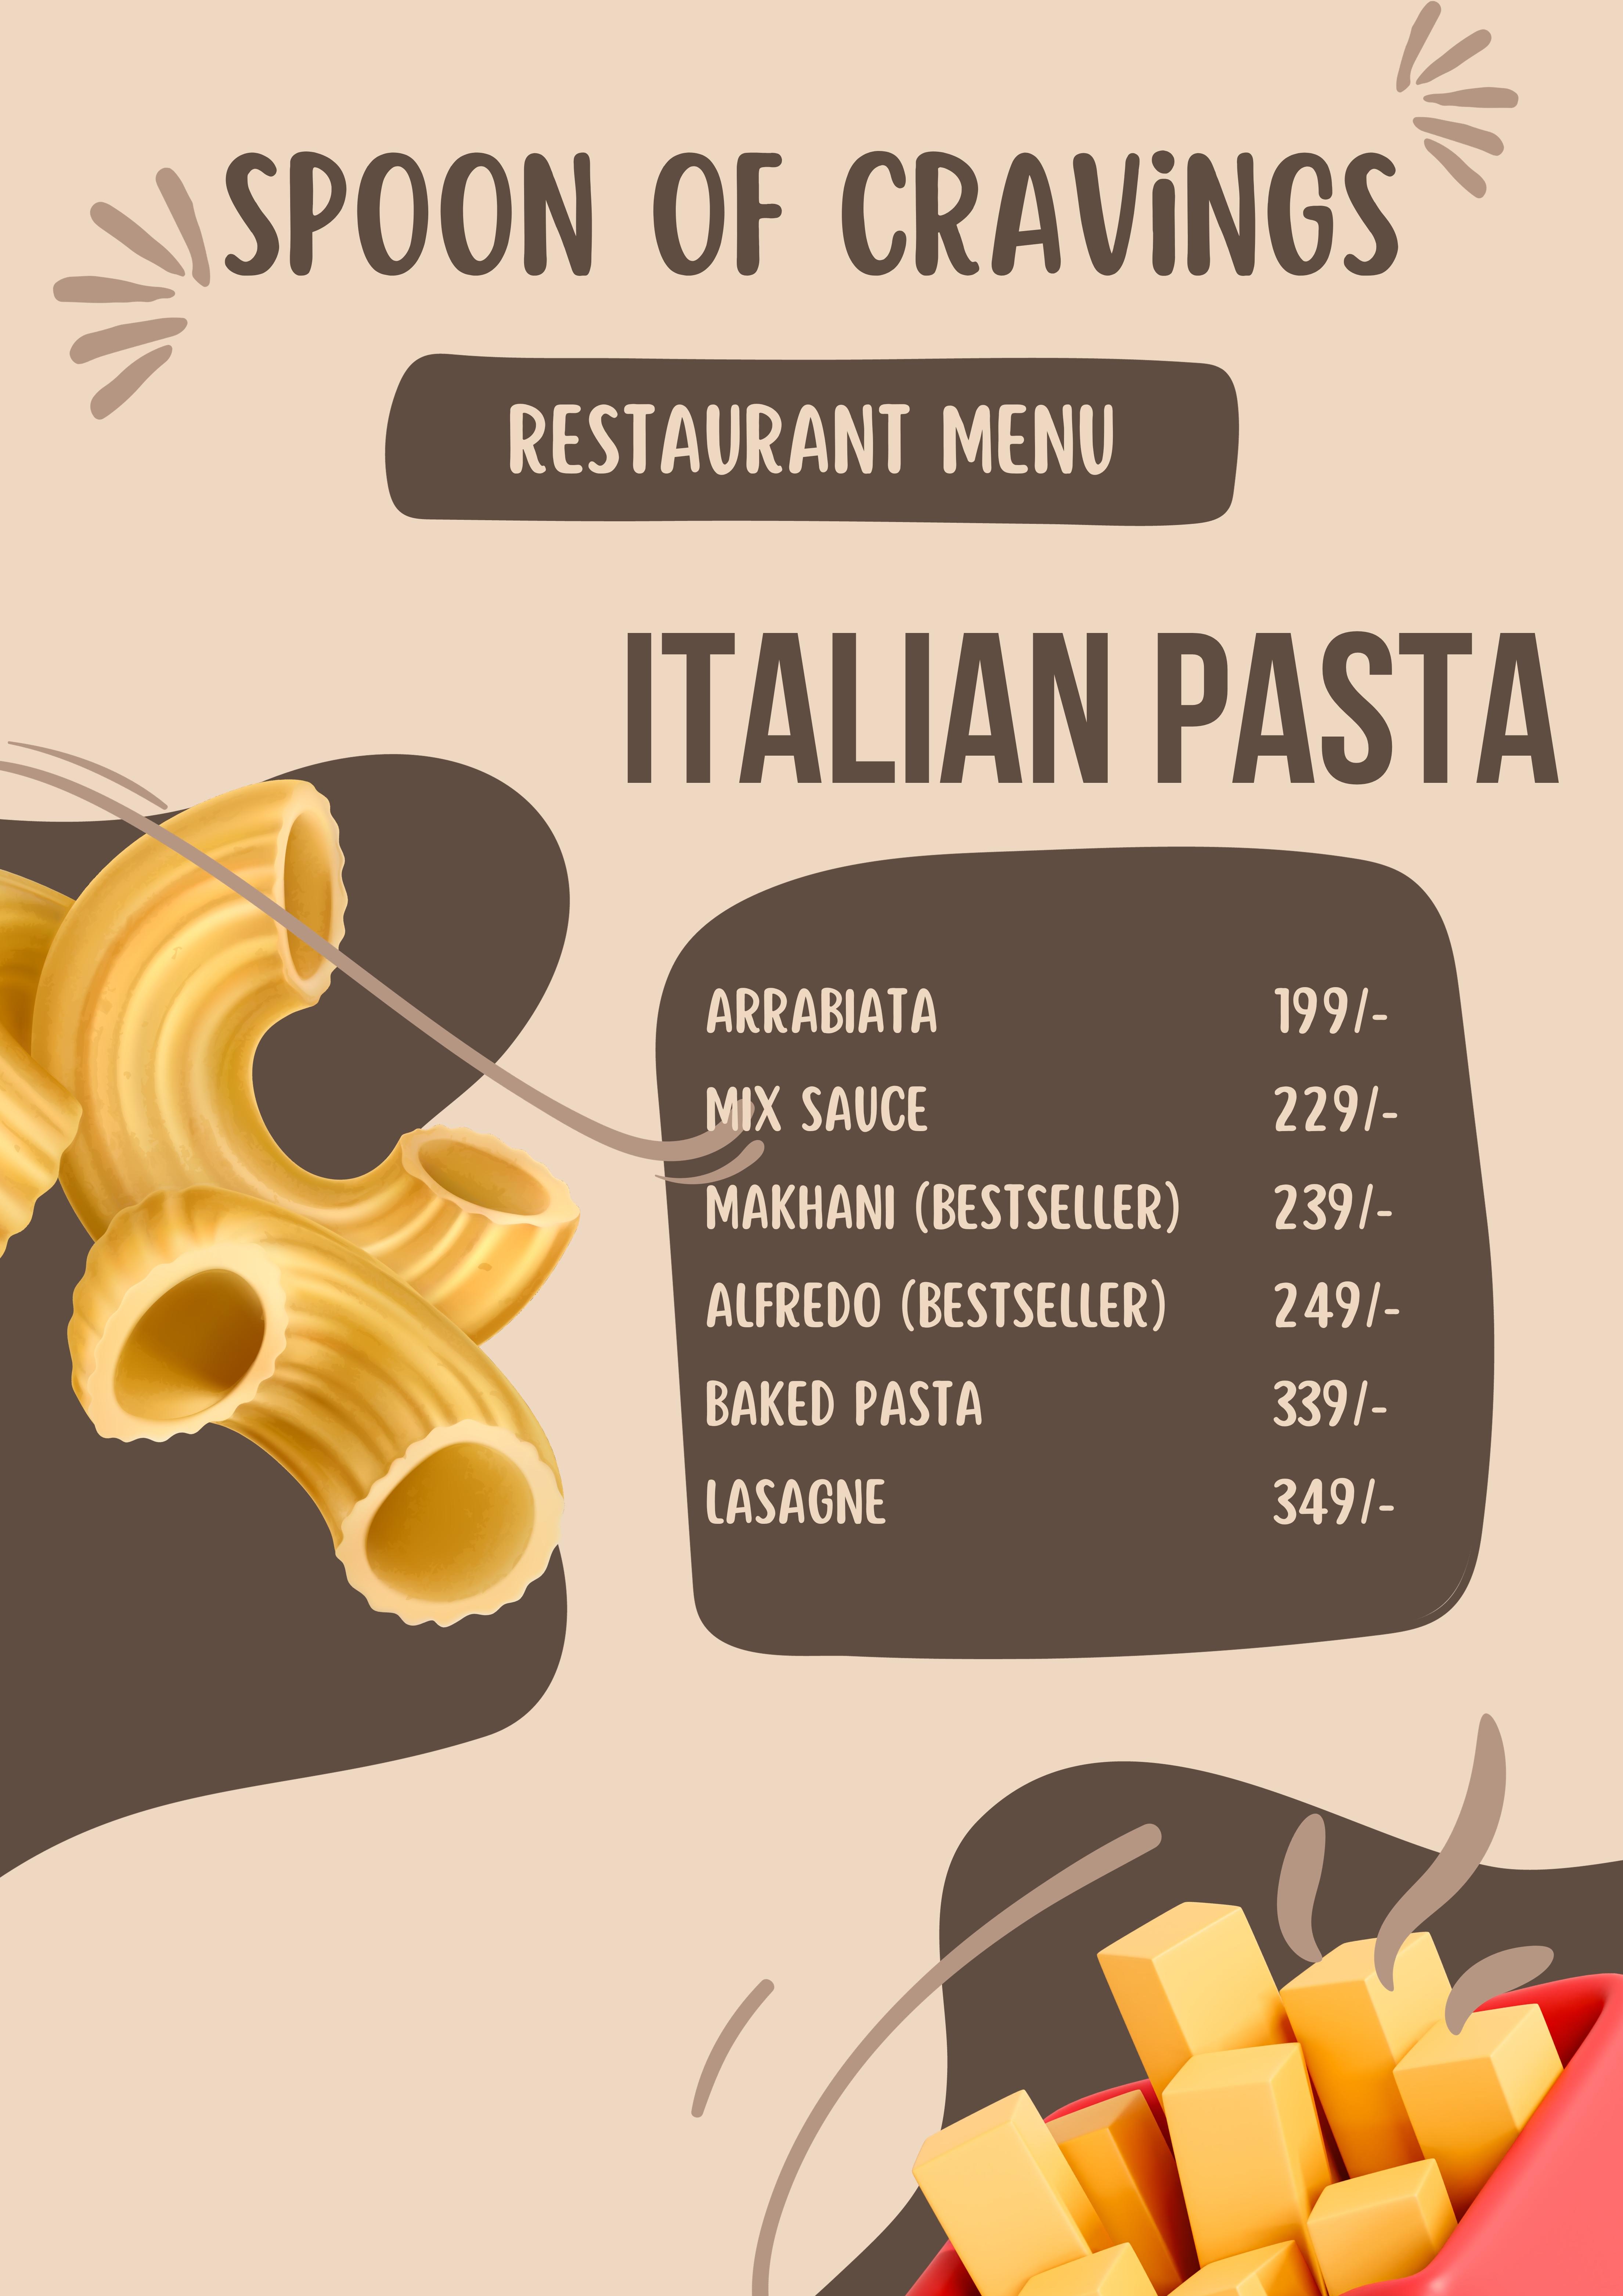 SPOON OF CRAVINGS
RESTAURANT MENU
ITALIAN PASTA
ARRABIATA 199/-
MIX SAUCE 229/-
MAKHANI (BESTSELLER) 239/-
ALFREDO (BESTSELLER) 249/-
BAKED PASTA 339/-
LASAGNE 349/-